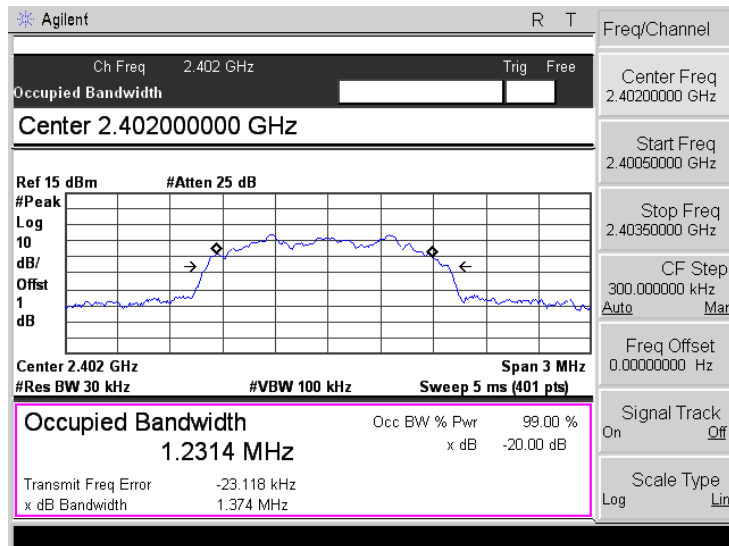 Agilent R T
Ch Freq 2.402 GHz Trig Free
Occupied Bandwidth
Center 2.402000000 GHz
Ref 15 dBm #Atten 25 dB
#Peak
Log
10
dB/
Offst
1
dB
Center 2.402 GHz Span 3 MHz
#Res BW 30 kHz #VBW 100 kHz Sweep 5 ms (401 pts)
Occupied Bandwidth Occ BW % Pwr 99.00 %
1.2314 MHz x dB -20.00 dB
Transmit Freq Error -23.118 kHz
x dB Bandwidth 1.374 MHz
Freq/Channel
Center Freq
2.40200000 GHz
Start Freq
2.40050000 GHz
Stop Freq
2.40350000 GHz
CF Step
300.000000 kHz
Auto Mar
Freq Offset
0.00000000 Hz
Signal Track
On Off
Scale Type
Log Lin